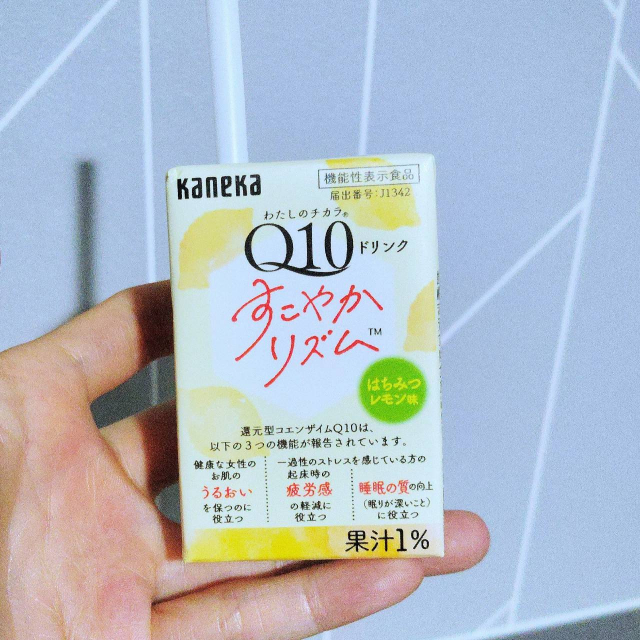 Kaneka
機能性表示食品
届出番号:J1342
わたしのチカラ®
Q10ドリンク
すこやか
リズム™
はちみつ
レモン味
還元型コエンザイムQ10は、
以下の3つの機能が報告されています。
健康な女性の
お肌の
うるおい
を保つのに
役立つ
一過性のストレスを感じている方の
起床時の
疲労感
の軽減に
役立つ
睡眠の質の向上
(眠りが深いこと)
に役立つ
果汁1%